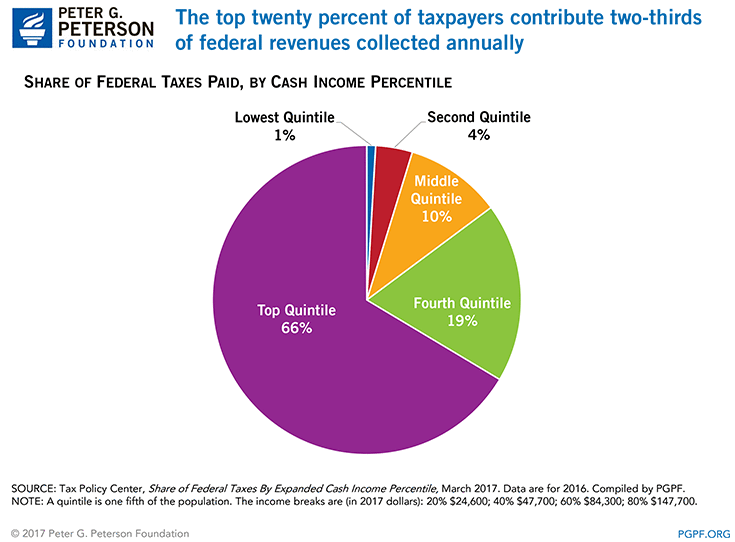 PETER G.
PETERSON
FOUNDATION
The top twenty percent of taxpayers contribute two-thirds
of federal revenues collected annually
SHARE OF FEDERAL TAXES PAID, BY CASH INCOME PERCENTILE
Lowest Quintile
1%
Second Quintile
4%
Middle
Quintile
10%
Fourth Quintile
19%
Top Quintile
66%
SOURCE: Tax Policy Center, Share of Federal Taxes By Expanded Cash Income Percentile, March 2017. Data are for 2016. Compiled by PGPF.
NOTE: A quintile is one fifth of the population. The income breaks are (in 2017 dollars): 20% $24,600; 40% $47,700; 60% $84,300; 80% $147,700.
© 2017 Peter G. Peterson Foundation
PGPF.ORG